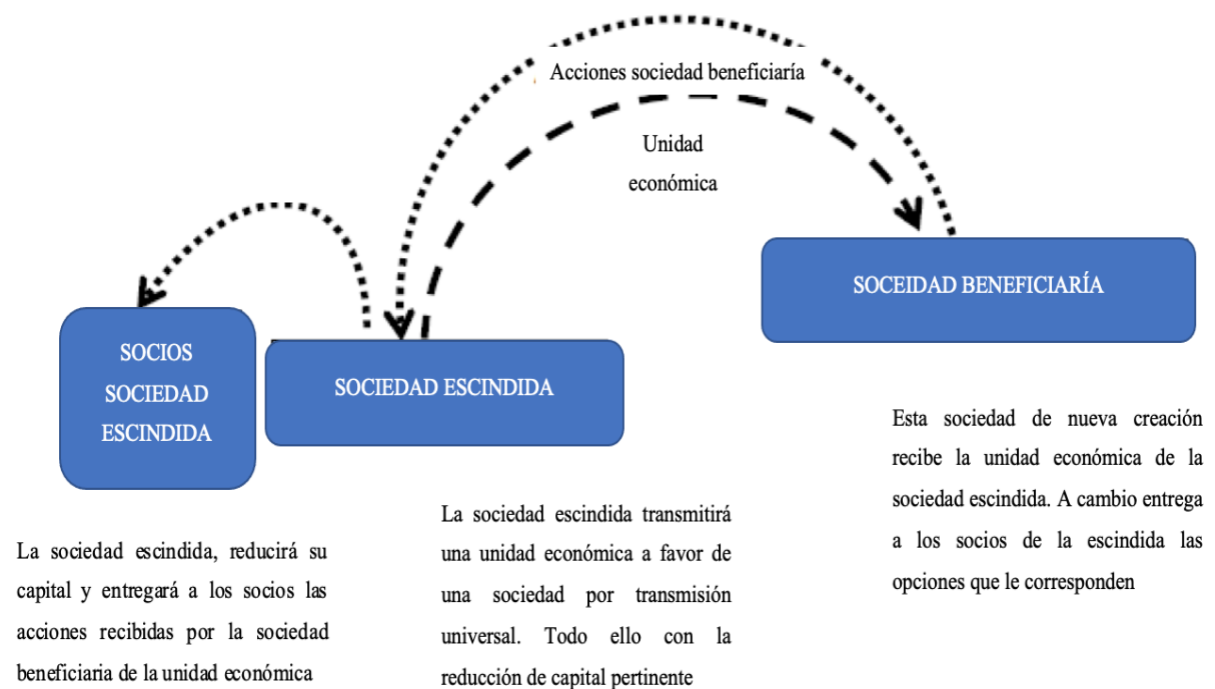 Acciones sociedad beneficiaría
Unidad
económica
SOCEIDAD BENEFICIARÍA
SOCIOS
SOCIEDAD
ESCINDIDA
SOCIEDAD ESCINDIDA
Esta sociedad de nueva creación
recibe la unidad económica de la
sociedad escindida. A cambio entrega
a los socios de la escindida las
opciones que le corresponden
La sociedad escindida transmitirá
una unidad económica a favor de
una sociedad por transmisión
universal. Todo ello con la
reducción de capital pertinente
La sociedad escindida, reducirá su
capital y entregará a los socios las
acciones recibidas por la sociedad
beneficiaria de la unidad económica